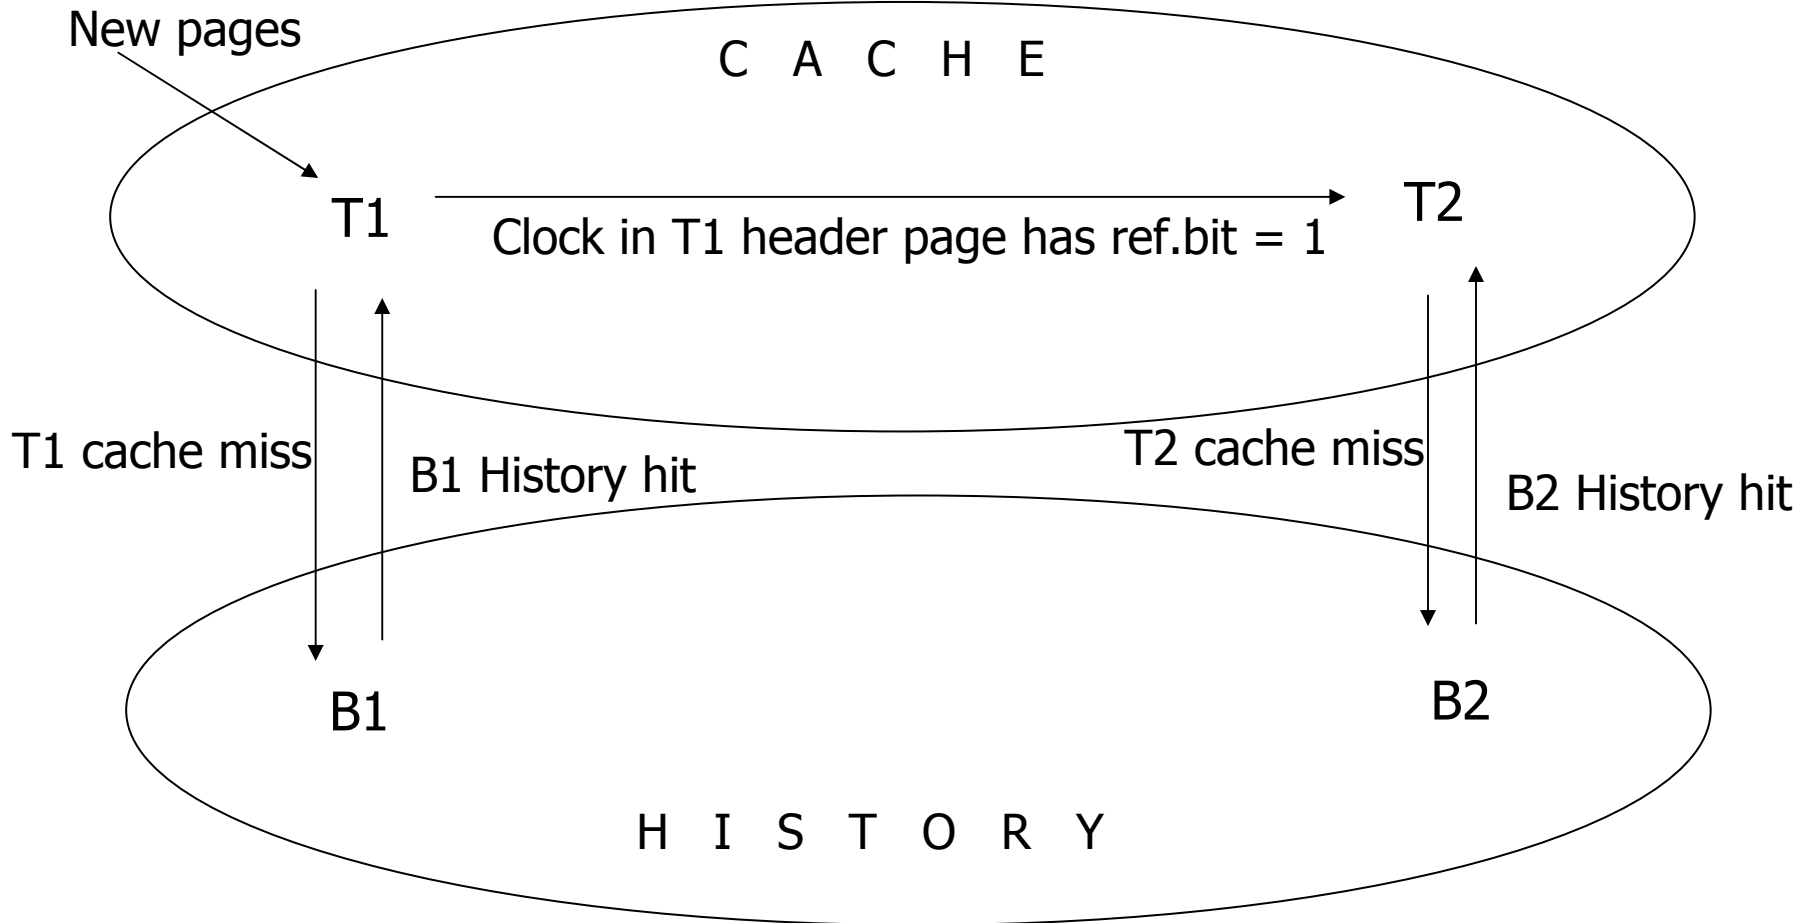 New pages
C A C H E
T1
T2
Clock in T1 header page has ref.bit = 1
T1 cache miss
B1 History hit
T2 cache miss
B2 History hit
B1
B2
H I S T O R Y